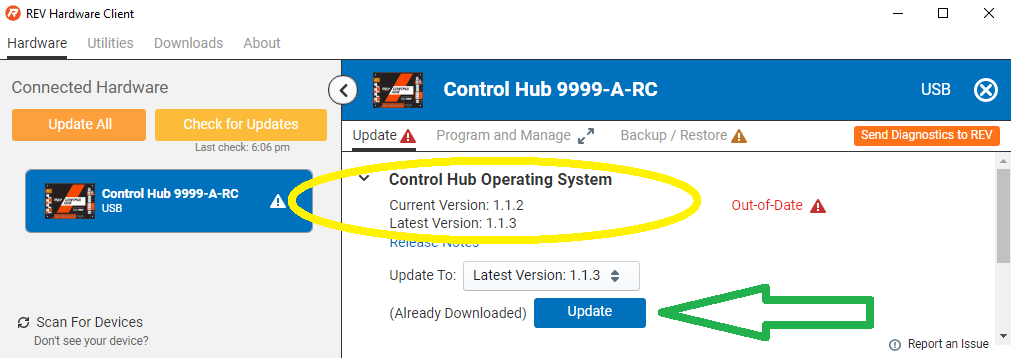 REV Hardware Client
Hardware Utilities Downloads About
Connected Hardware
Update All Check for Updates
Last check: 6:06 pm
Control Hub 9999-A-RC
USB
Scan For Devices
Don't see your device?
Control Hub 9999-A-RC USB
Update Program and Manage Backup / Restore Send Diagnostics to REV
Control Hub Operating System
Current Version: 1.1.2 Out-of-Date
Latest Version: 1.1.3
Release Notes
Update To: Latest Version: 1.1.3
(Already Downloaded) Update
Report an Issue